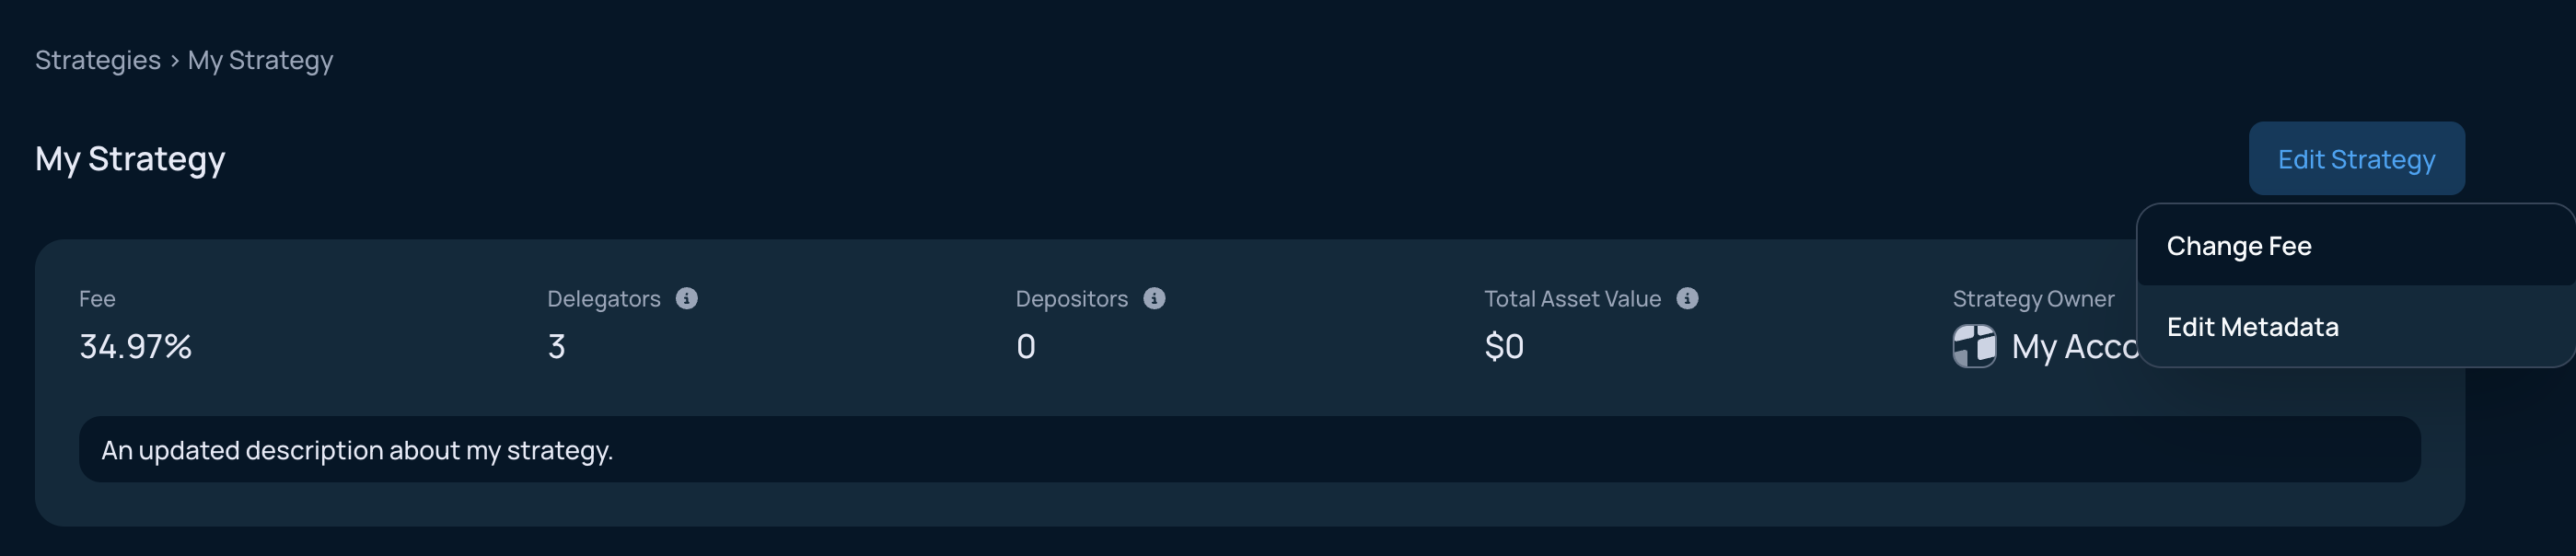 Strategies › My Strategy
My Strategy
Edit Strategy
Change Fee
Edit Metadata
Fee
34.97%
Delegators
3
Depositors
0
Total Asset Value
$0
Strategy Owner
My Acco
An updated description about my strategy.